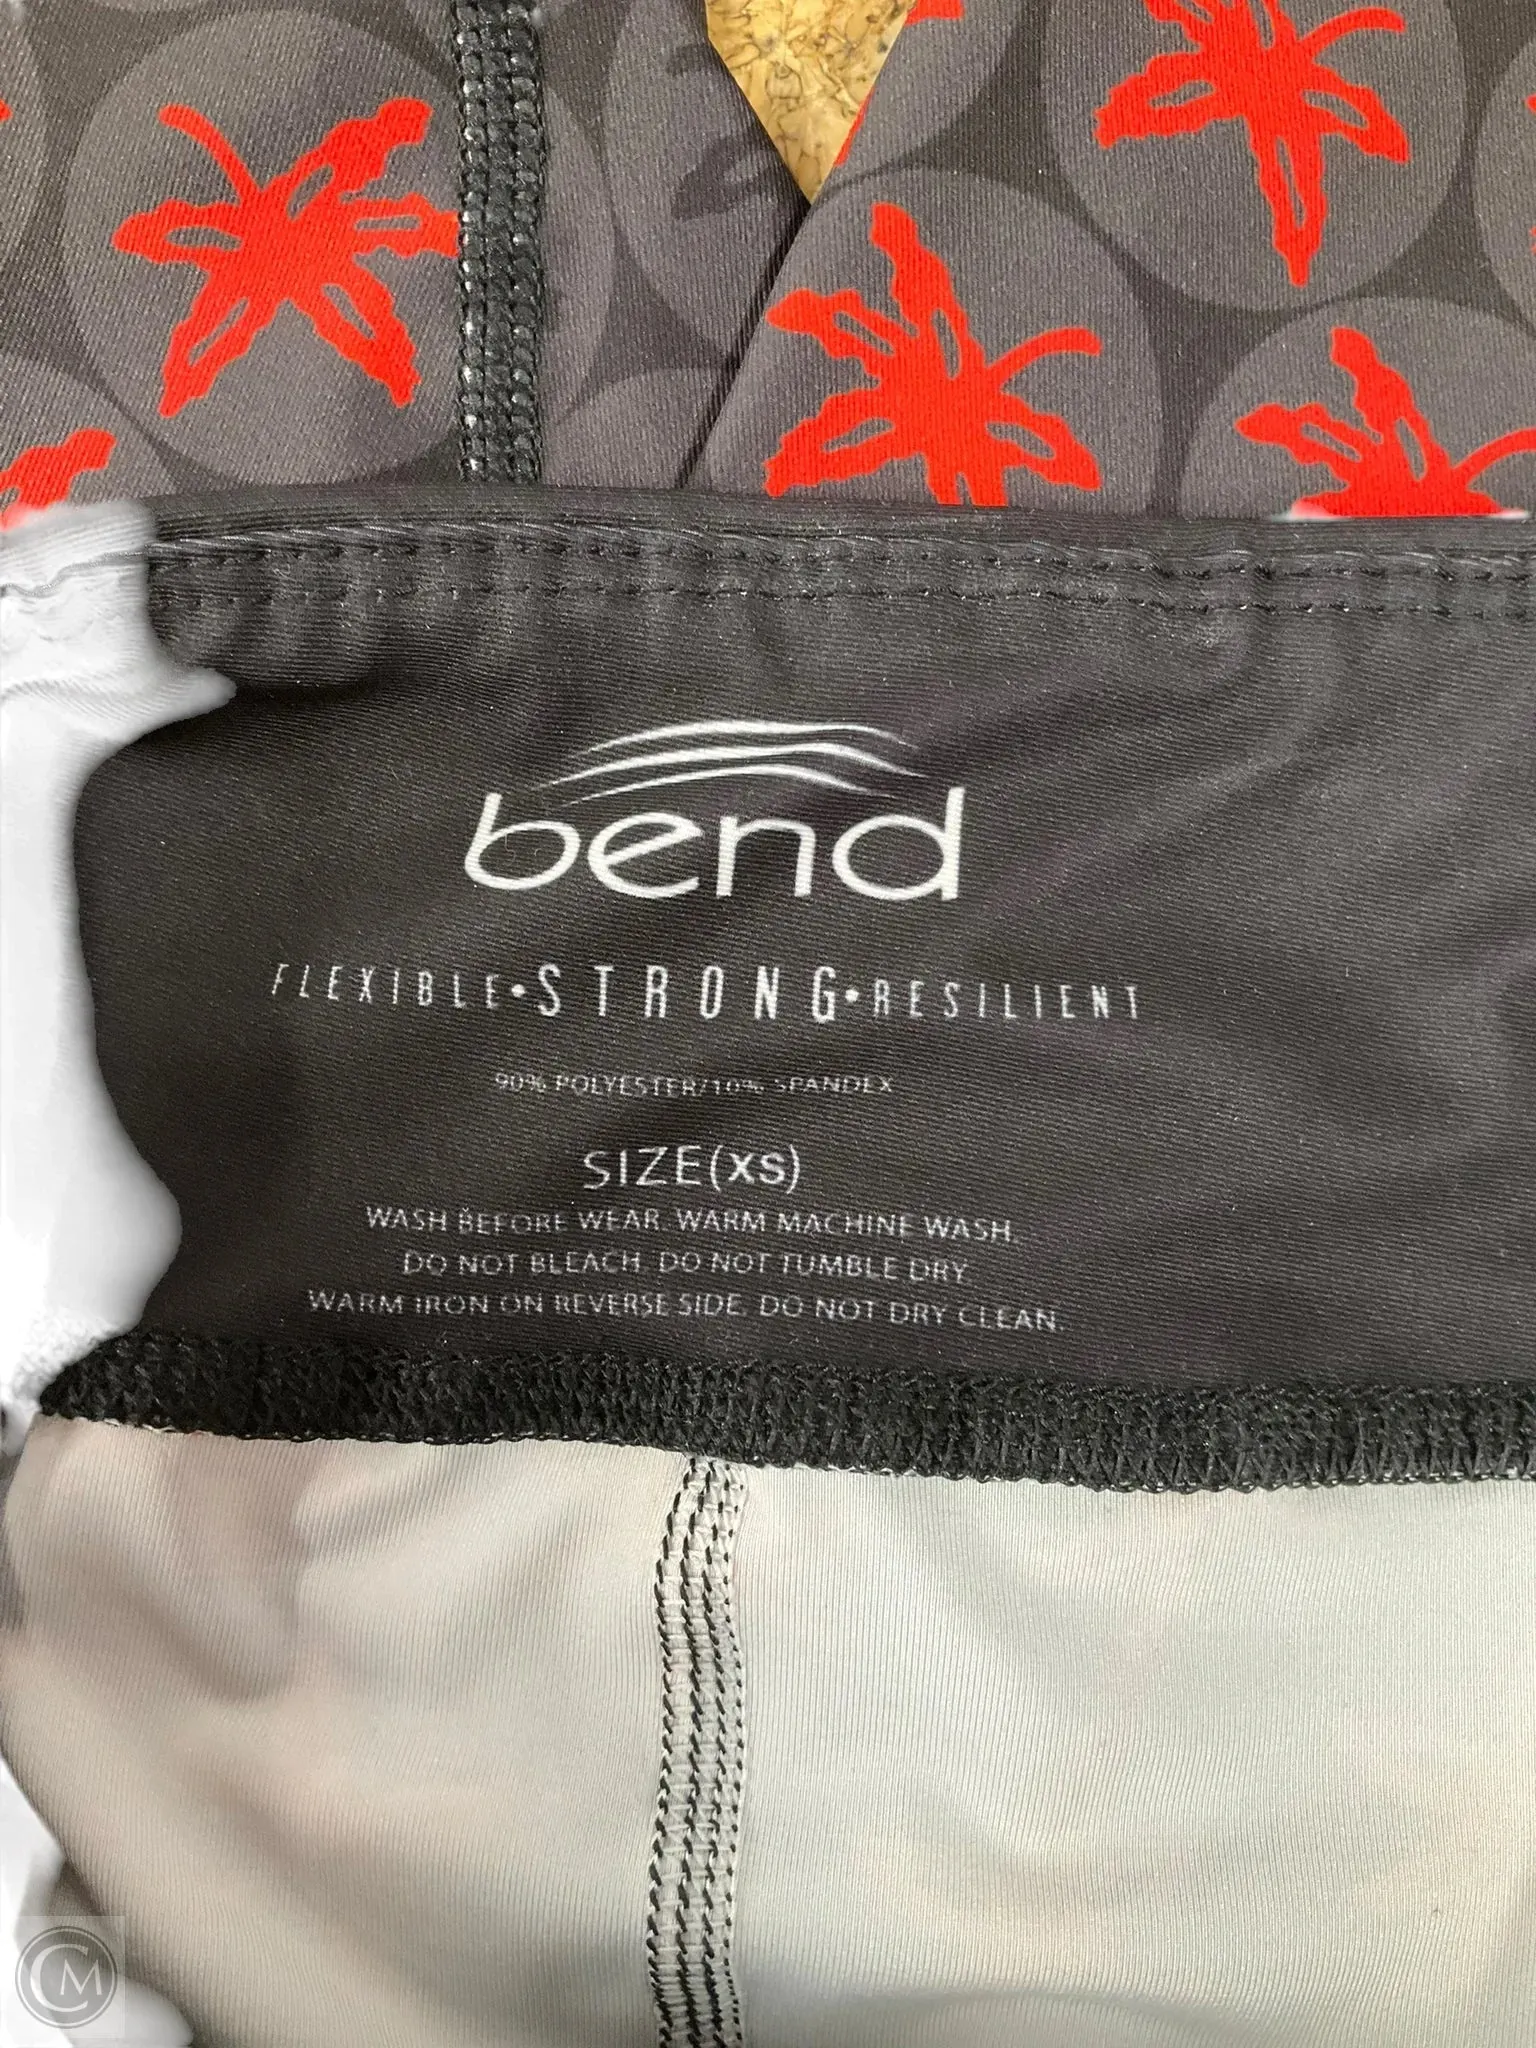 bend
FLEXIBLE•STRONG•RESILIENT
90% POLYESTER/10% SPANDEX
SIZE(XS)
WASH BEFORE WEAR. WARM MACHINE WASH.
DO NOT BLEACH. DO NOT TUMBLE DRY.
WARM IRON ON REVERSE SIDE. DO NOT DRY CLEAN.
CM